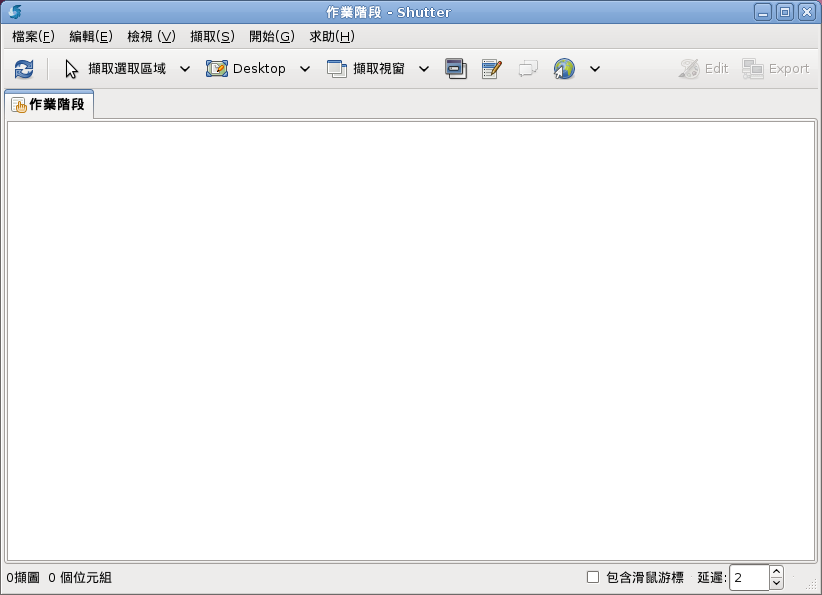 作業階段 - Shutter
檔案(F) 編輯(E) 檢視 (V) 擷取(S) 開始(G) 求助(H)
擷取選取區域 Desktop 擷取視窗 Edit Export
作業階段
0擷圖 0 個位元組 包含滑鼠游標 延遲: 2